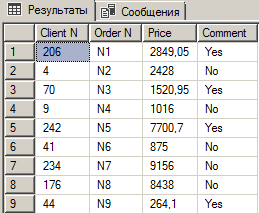 Результаты Сообщения
Client N Order N Price Comment
1 206 N1 2849,05 Yes
2 4 N2 2428 No
3 70 N3 1520,95 Yes
4 9 N4 1016 No
5 242 N5 7700,7 Yes
6 41 N6 875 No
7 234 N7 9156 No
8 176 N8 8438 No
9 44 N9 264,1 Yes